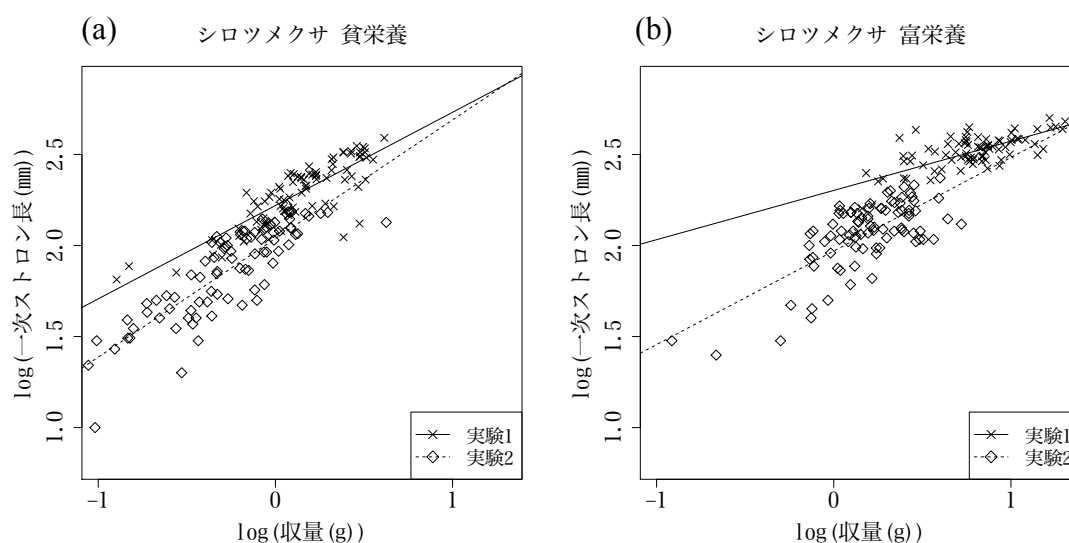 (a) シロツメクサ 貧栄養
log(一次ストロン長(㎜))
2.5
2.0
1.5
1.0
-1 0 1
log(収量(g))
実験1
実験2
(b) シロツメクサ 富栄養
log(一次ストロン長(㎜))
2.5
2.0
1.5
1.0
-1 0 1
log(収量(g))
実験1
実験2